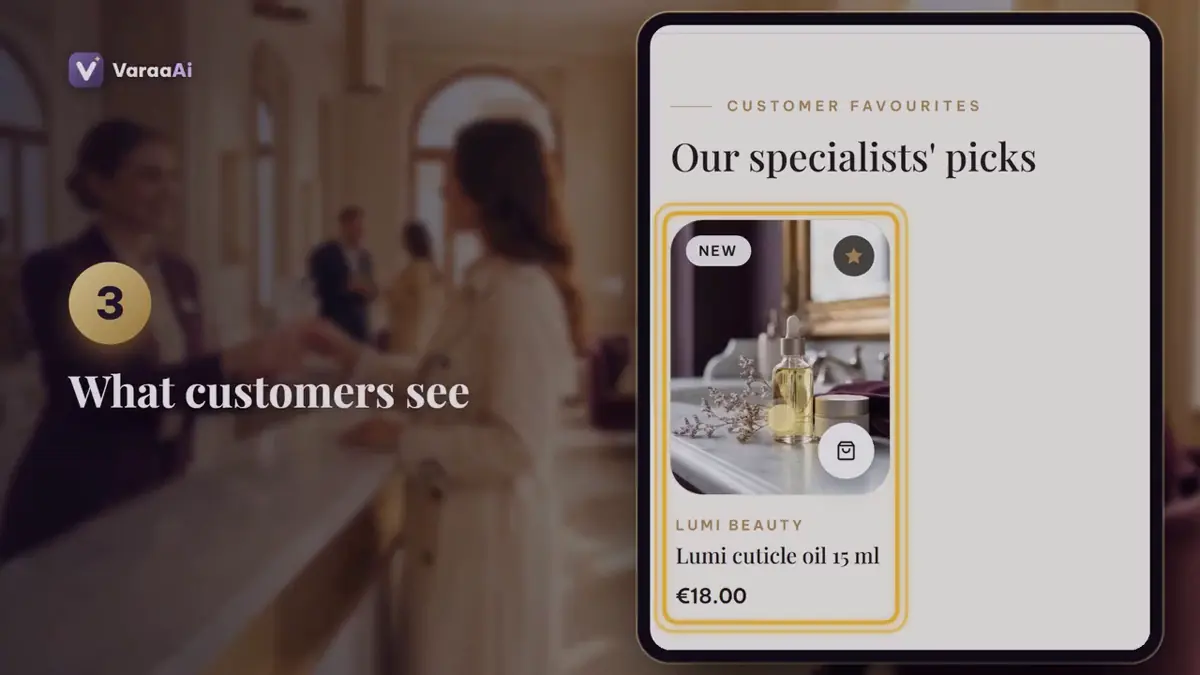 VaraaAi
3
What customers see
CUSTOMER FAVOURITES
Our specialists' picks
NEW
LUMI BEAUTY
Lumi cuticle oil 15 ml
€18.00